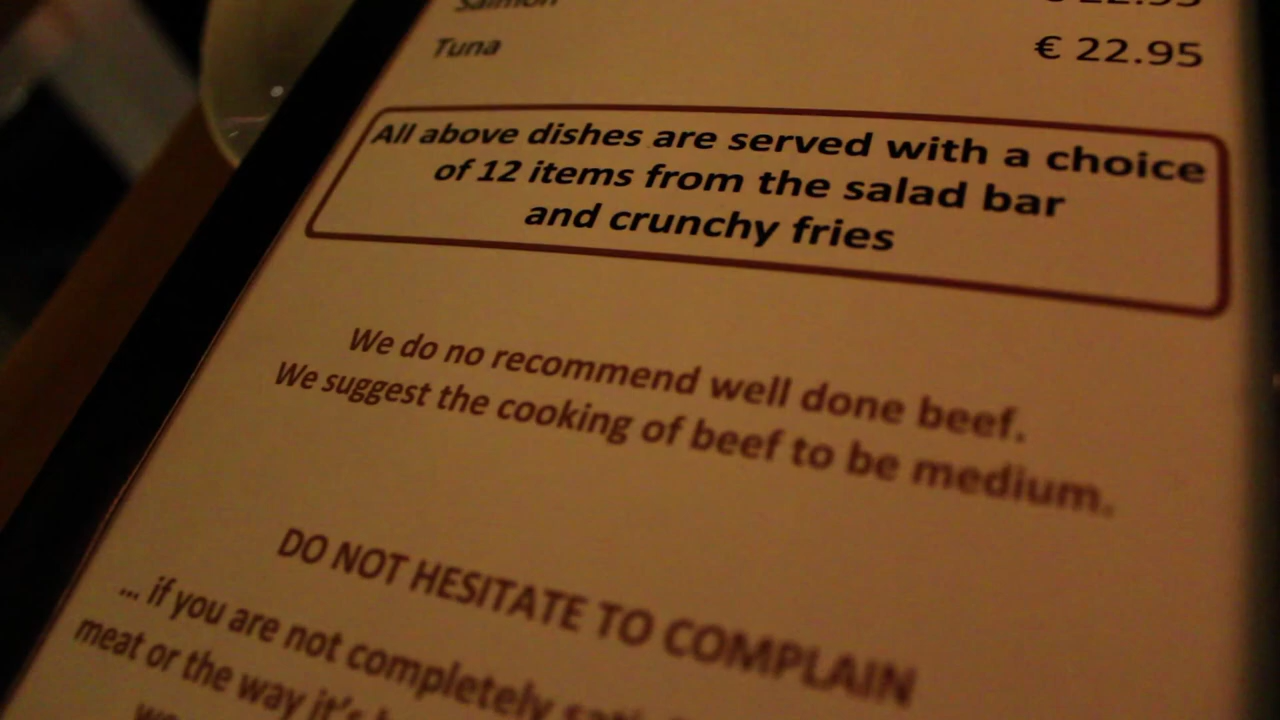 Salmon
Tuna € 22.95
All above dishes are served with a choice
of 12 items from the salad bar
and crunchy fries
We do no recommend well done beef.
We suggest the cooking of beef to be medium.
DO NOT HESITATE TO COMPLAIN
... if you are not completely
meat or the way it's